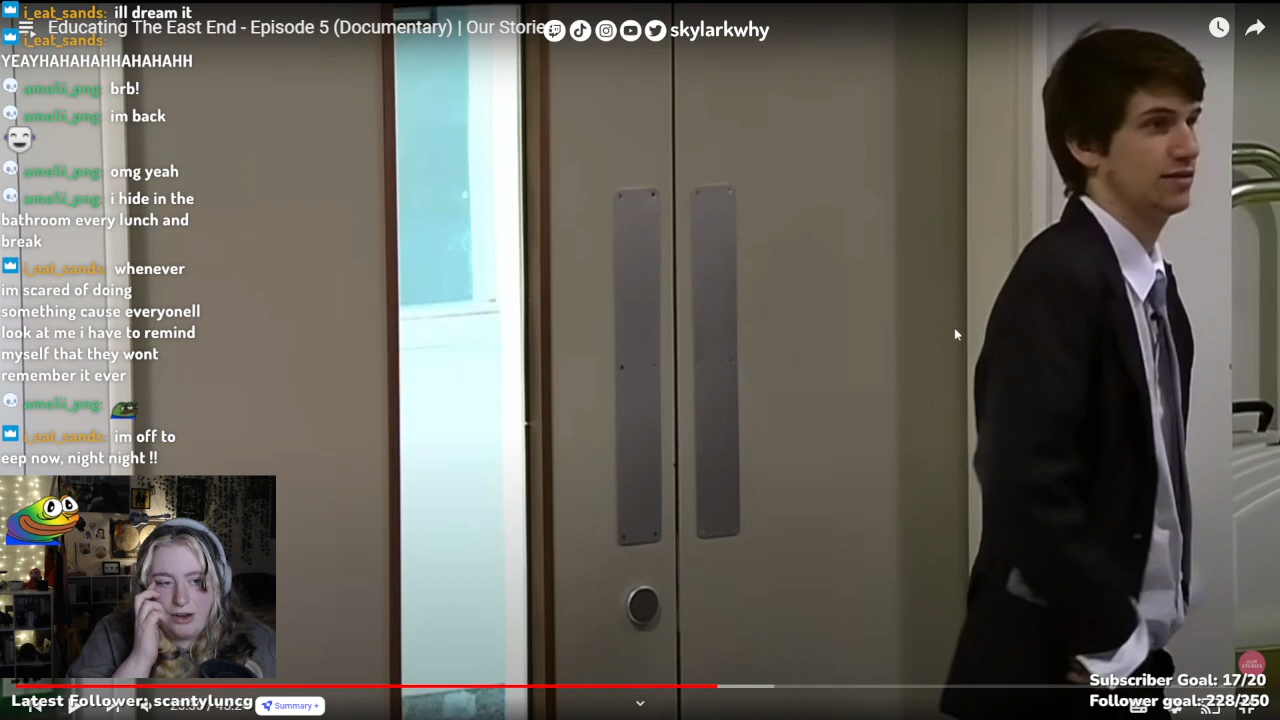 i_eat_sands: ill dream it
Educating The East End - Episode 5 (Documentary) | Our Storie
skylarkwhy
i_eat_sands:
YEAYHAHAHAHHAHAHAHH
amelii_png: brb!
amelii_png: im back
amelii_png: omg yeah
amelii_png: i hide in the
bathroom every lunch and
break
i_eat_sands: whenever
im scared of doing
something cause everyonell
look at me i have to remind
myself that they wont
remember it ever
amelii_png:
i_eat_sands: im off to
eep now, night night !!
OUR
STORIES
Subscriber Goal: 17/20
Latest Follower: scantyluncg
Summary +
Follower goal: 228/250